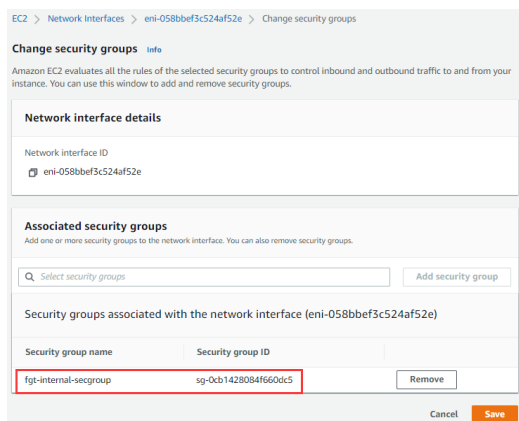 EC2 > Network Interfaces > eni-058bbef3c524af52e > Change security groups
Change security groups Info
Amazon EC2 evaluates all the rules of the selected security groups to control inbound and outbound traffic to and from your
instance. You can use this window to add and remove security groups.
Network interface details
Network interface ID
eni-058bbef3c524af52e
Associated security groups
Add one or more security groups to the network interface. You can also remove security groups.
Select security groups
Add security group
Security groups associated with the network interface (eni-058bbef3c524af52e)
Security group name Security group ID
fgt-internal-secgroup sg-0cb1428084f660dc5 Remove
Cancel Save